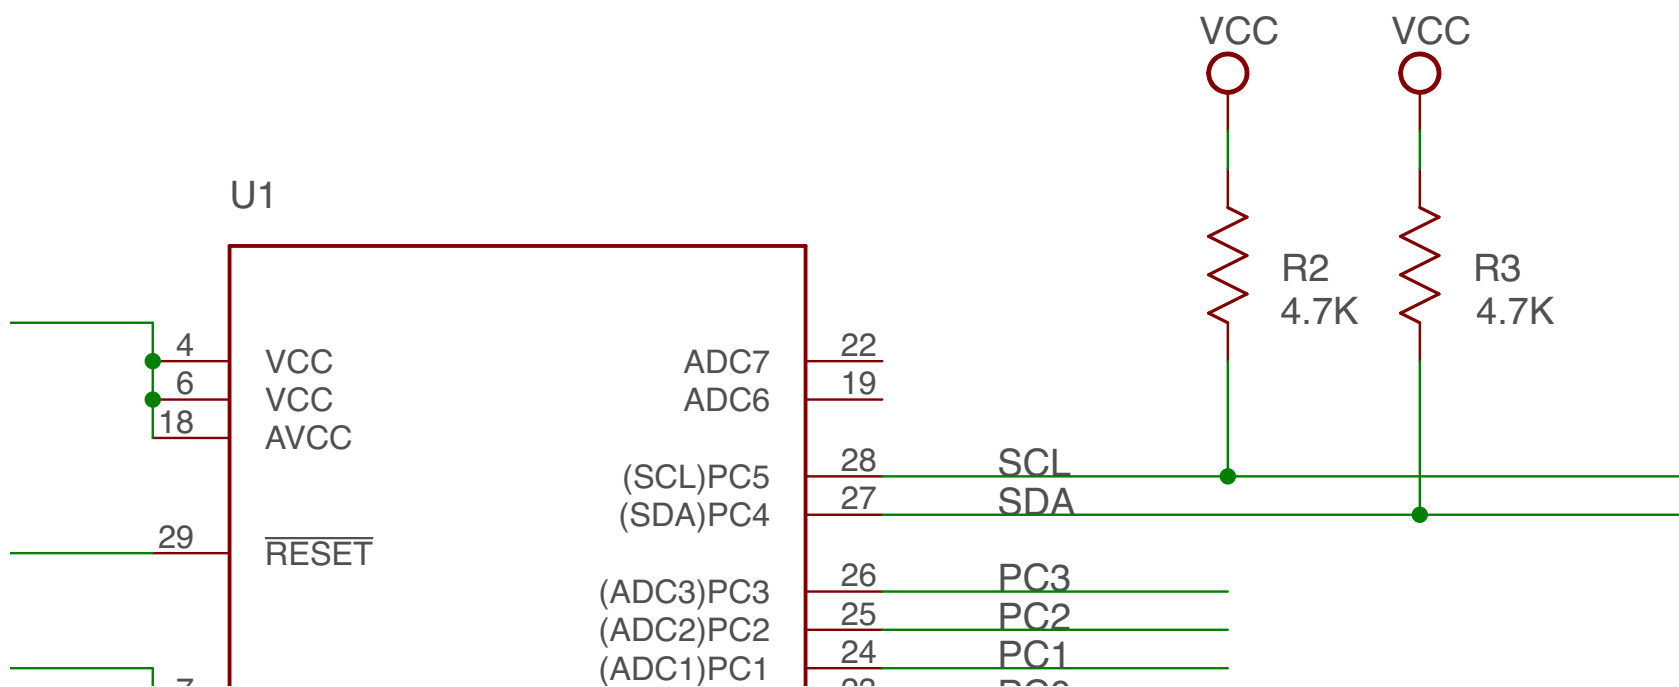 VCC
VCC
U1
R2
4.7K
R3
4.7K
4
VCC
6
VCC
18
AVCC
29
RESET
ADC7
22
ADC6
19
(SCL)PC5
28
SCL
(SDA)PC4
27
SDA
(ADC3)PC3
26
PC3
(ADC2)PC2
25
PC2
(ADC1)PC1
24
PC1